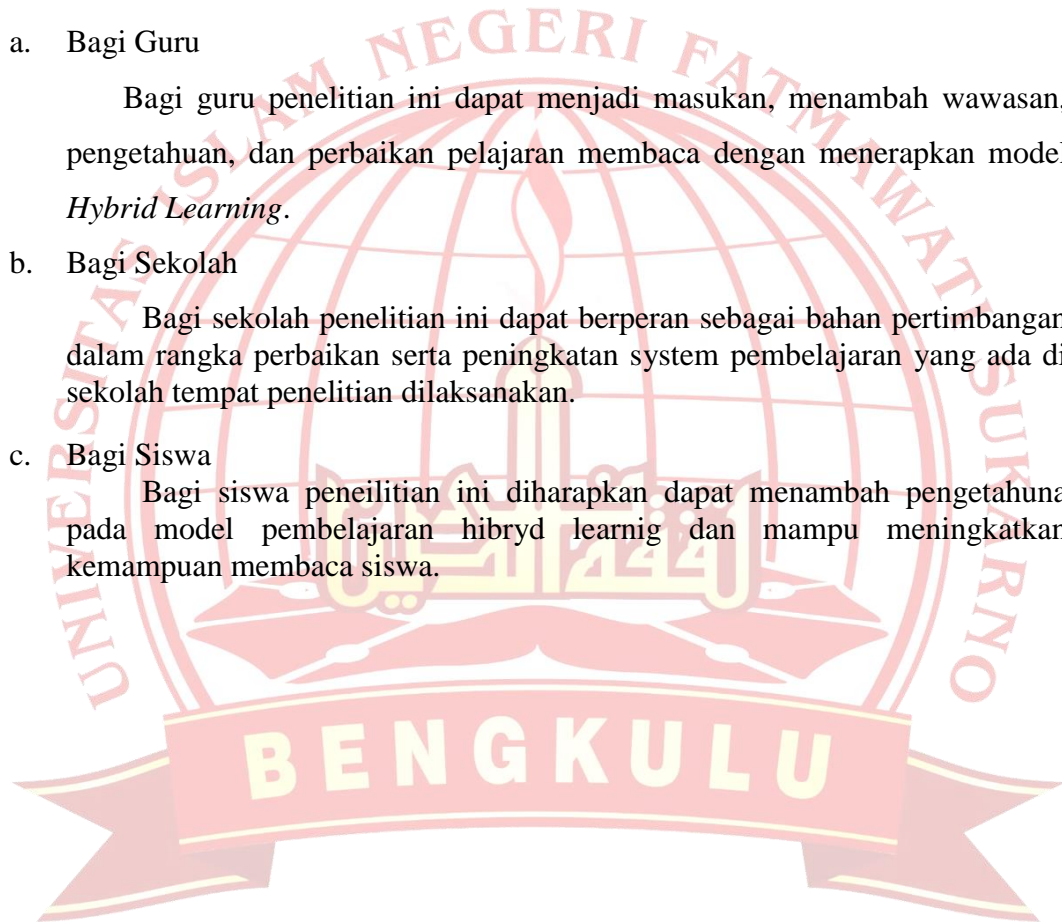 UNIVERSITAS ISLAM NEGERI FATMAWATI SUKARNO
a. Bagi Guru
Bagi guru penelitian ini dapat menjadi masukan, menambah wawasan,
pengetahuan, dan perbaikan pelajaran membaca dengan menerapkan model
Hybrid Learning.
b. Bagi Sekolah
Bagi sekolah penelitian ini dapat berperan sebagai bahan pertimbangan
dalam rangka perbaikan serta peningkatan system pembelajaran yang ada di
sekolah tempat penelitian dilaksanakan.
c. Bagi Siswa
Bagi siswa peneilitian ini diharapkan dapat menambah pengetahuna
pada model pembelajaran hibryd learnig dan mampu meningkatkan
kemampuan membaca siswa.
BENGKULU